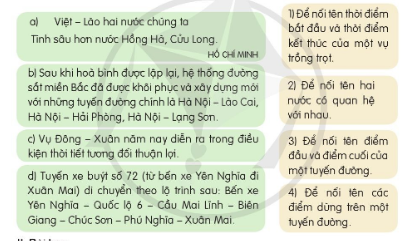 a) Việt – Lào hai nước chúng ta
Tình sâu hơn nước Hồng Hà, Cửu Long.
HỒ CHÍ MINH
b) Sau khi hoà bình được lập lại, hệ thống đường
sắt miền Bắc đã được khôi phục và xây dựng mới
với những tuyến đường chính là Hà Nội – Lào Cai,
Hà Nội – Hải Phòng, Hà Nội – Lạng Sơn.
c) Vụ Đông – Xuân năm nay diễn ra trong điều
kiện thời tiết tương đối thuận lợi.
d) Tuyến xe buýt số 72 (từ bến xe Yên Nghĩa đi
Xuân Mai) di chuyển theo lộ trình sau: Bến xe
Yên Nghĩa – Quốc lộ 6 – Cầu Mai Lĩnh – Biên
Giang – Chúc Sơn – Phú Nghĩa – Xuân Mai.
1) Để nối tên thời điểm
bắt đầu và thời điểm
kết thúc của một vụ
trồng trọt.
2) Để nối tên hai
nước có quan hệ
với nhau.
3) Để nối tên điểm
đầu và điểm cuối của
một tuyến đường.
4) Để nối tên các
điểm dừng trên một
tuyến đường.